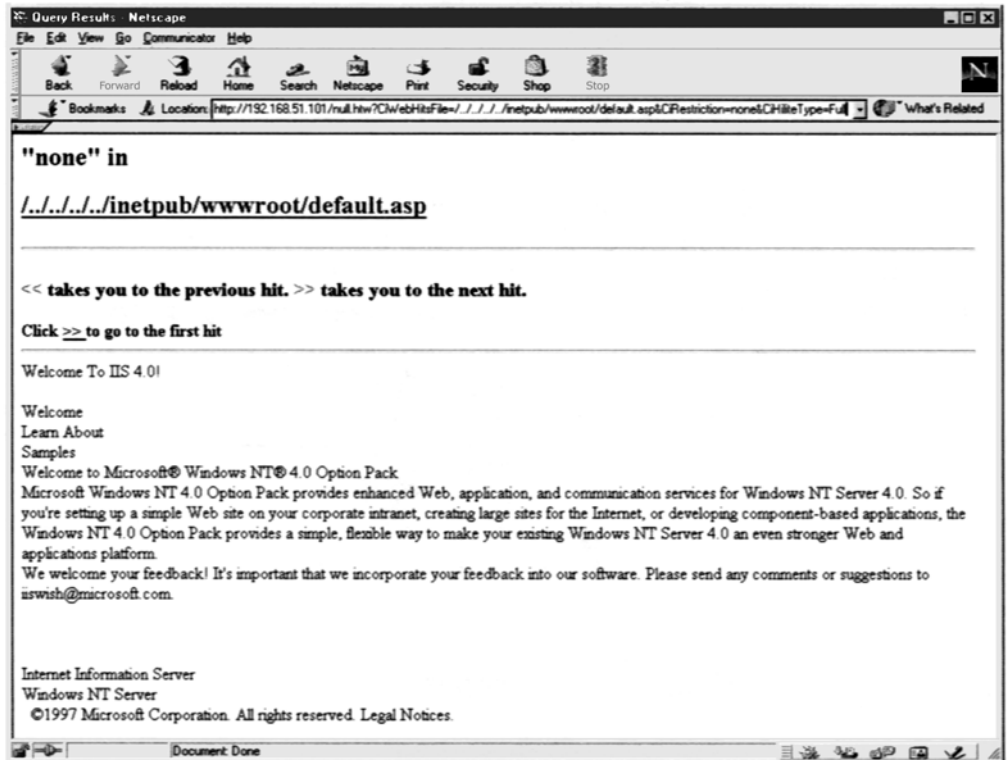 Query Results - Netscape
File Edit View Go Communicator Help
Back Forward Reload Home Search Netscape Print Security Shop Stop
N
Bookmarks Location: http://192.168.51.101/null.htw?CiWebHitsFile=/../../../../inetpub/wwwroot/default.asp&CiRestriction=none&CiHiliteType=Full What's Related
"none" in
/../../../../inetpub/wwwroot/default.asp
<< takes you to the previous hit. >> takes you to the next hit.
Click >> to go to the first hit
Welcome To IIS 4.0!
Welcome
Learn About
Samples
Welcome to Microsoft® Windows NT® 4.0 Option Pack
Microsoft Windows NT 4.0 Option Pack provides enhanced Web, application, and communication services for Windows NT Server 4.0. So if
you're setting up a simple Web site on your corporate intranet, creating large sites for the Internet, or developing component-based applications, the
Windows NT 4.0 Option Pack provides a simple, flexible way to make your existing Windows NT Server 4.0 an even stronger Web and
applications platform.
We welcome your feedback! It's important that we incorporate your feedback into our software. Please send any comments or suggestions to
iiswish@microsoft.com.
Internet Information Server
Windows NT Server
©1997 Microsoft Corporation. All rights reserved. Legal Notices.
Document: Done